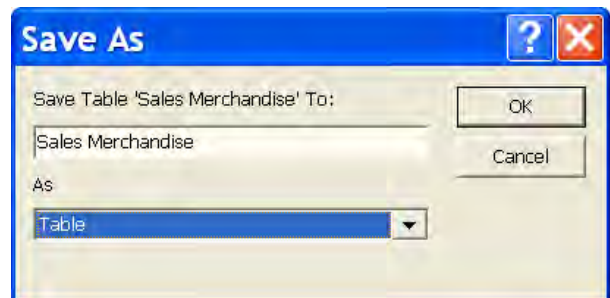 Save As
Save Table 'Sales Merchandise' To:
OK
Sales Merchandise
Cancel
As
Table